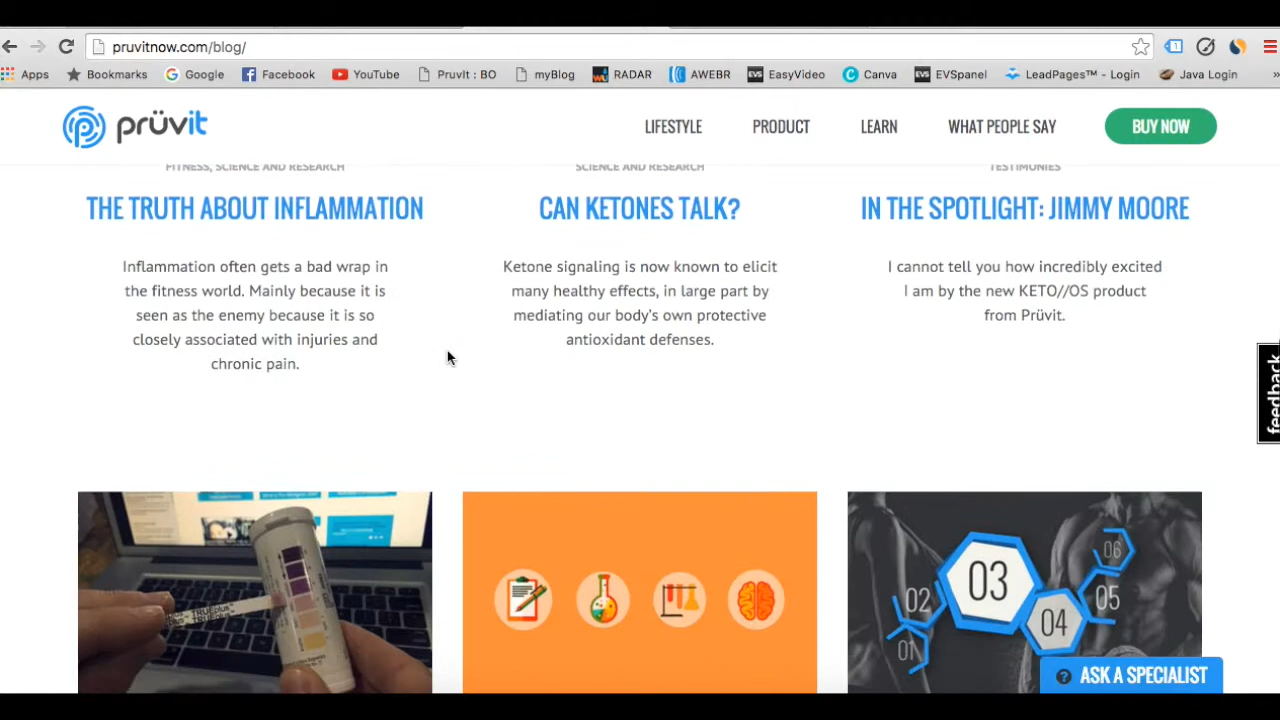 pruvitnow.com/blog/
Apps Bookmarks Google Facebook YouTube PruvIt : BO myBlog RADAR AWEBR EasyVideo Canva EVSpanel LeadPages™ - Login Java Login »
prüvit LIFESTYLE PRODUCT LEARN WHAT PEOPLE SAY BUY NOW
FITNESS, SCIENCE AND RESEARCH
THE TRUTH ABOUT INFLAMMATION
Inflammation often gets a bad wrap in
the fitness world. Mainly because it is
seen as the enemy because it is so
closely associated with injuries and
chronic pain.
SCIENCE AND RESEARCH
CAN KETONES TALK?
Ketone signaling is now known to elicit
many healthy effects, in large part by
mediating our body's own protective
antioxidant defenses.
TESTIMONIES
IN THE SPOTLIGHT: JIMMY MOORE
I cannot tell you how incredibly excited
I am by the new KETO//OS product
from Prüvit.
feedback
TRUEplus™
01
02
03
04
05
06
? ASK A SPECIALIST